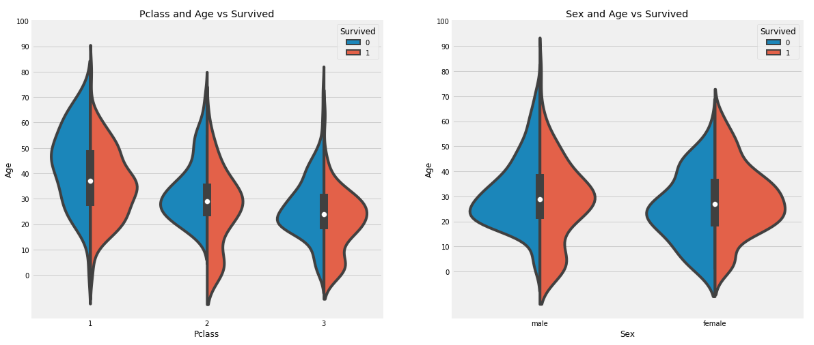 Pclass and Age vs Survived
Survived
0
1
100
90
80
70
60
50
40
30
20
10
0
Age
1 2 3
Pclass
Sex and Age vs Survived
Survived
0
1
100
90
80
70
60
50
40
30
20
10
0
Age
male female
Sex